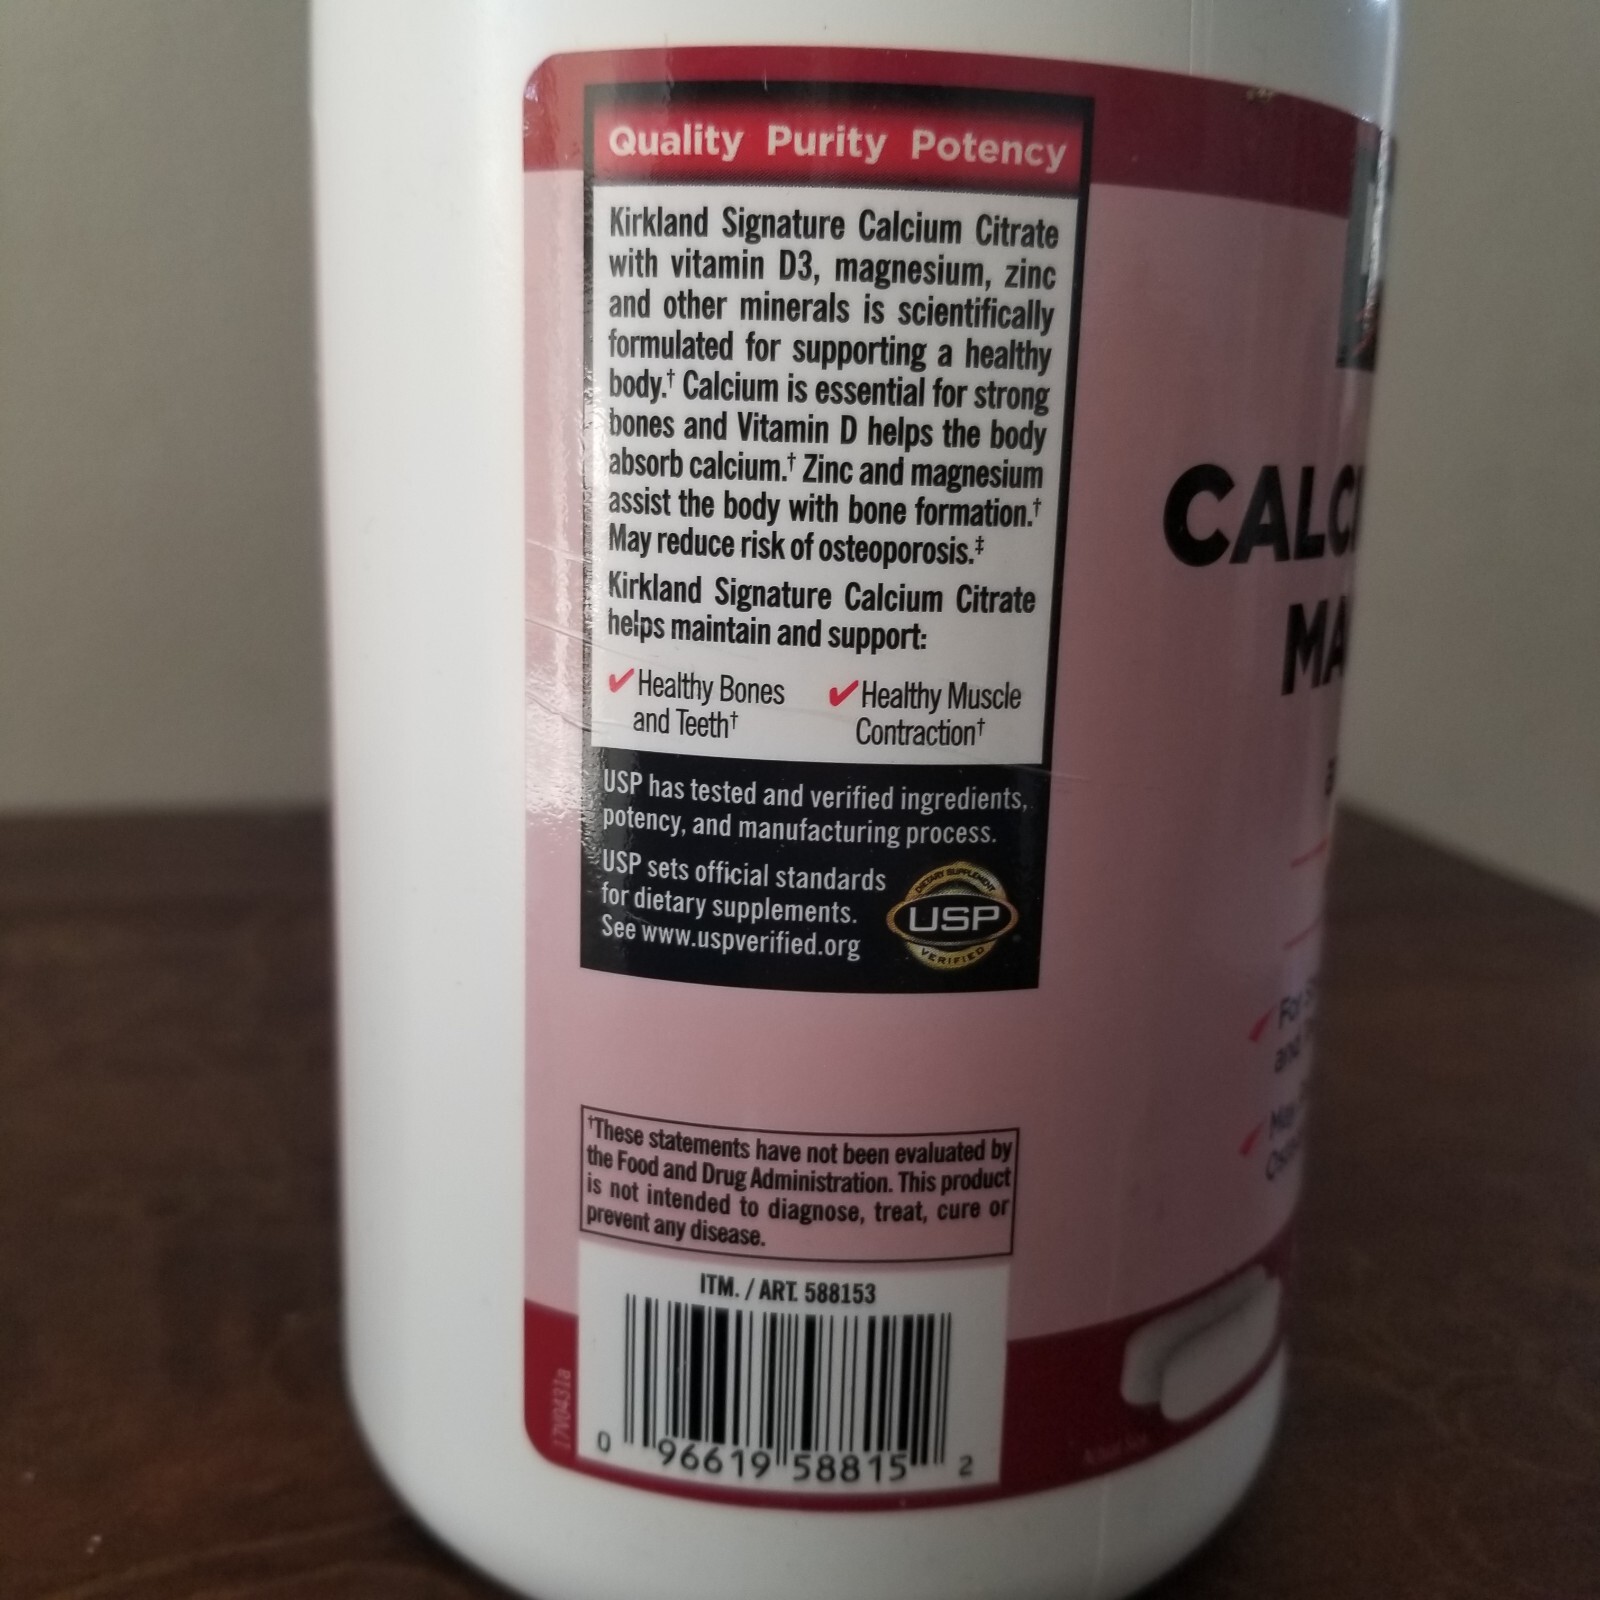 Quality Purity Potency
Kirkland Signature Calcium Citrate
with vitamin D3, magnesium, zinc
and other minerals is scientifically
formulated for supporting a healthy
body.† Calcium is essential for strong
bones and Vitamin D helps the body
absorb calcium.† Zinc and magnesium
assist the body with bone formation.†
May reduce risk of osteoporosis.‡
Kirkland Signature Calcium Citrate
helps maintain and support:
✓Healthy Bones
and Teeth†
✓Healthy Muscle
Contraction†
USP has tested and verified ingredients,
potency, and manufacturing process.
USP sets official standards
for dietary supplements.
See www.uspverified.org
DIETARY SUPPLEMENT
USP
VERIFIED
†These statements have not been evaluated by
the Food and Drug Administration. This product
is not intended to diagnose, treat, cure or
prevent any disease.
ITM. / ART. 588153
0 96619 58815 2
17V0431a
CALCI
MA
For
and